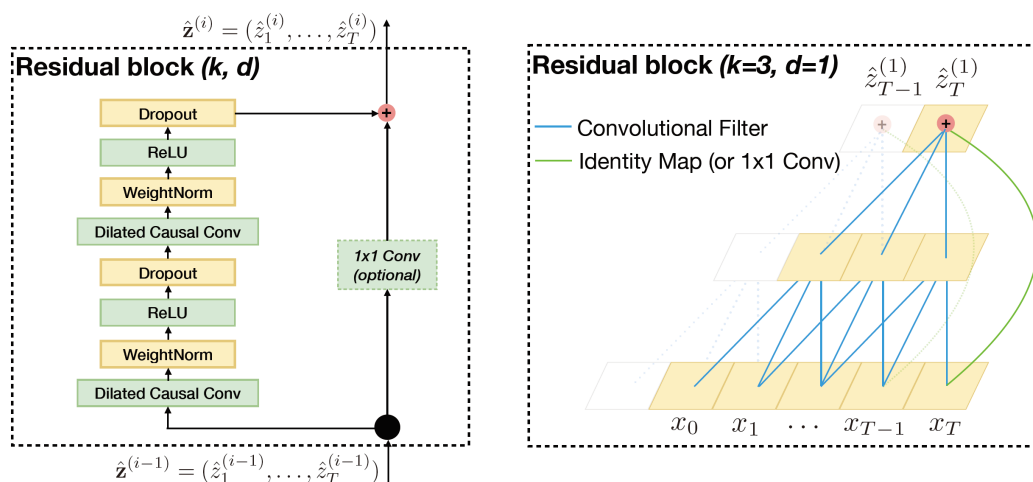 ẑ^(i) = (ẑ_1^(i), . . . , ẑ_T^(i))
Residual block (k, d)
Dropout
+
ReLU
WeightNorm
Dilated Causal Conv
1x1 Conv
(optional)
Dropout
ReLU
WeightNorm
Dilated Causal Conv
ẑ^(i−1) = (ẑ_1^(i−1), . . . , ẑ_T^(i−1))
Residual block (k=3, d=1)
ẑ_{T−1}^(1) ẑ_T^(1)
+ +
Convolutional Filter
Identity Map (or 1x1 Conv)
x_0 x_1 . . . x_{T−1} x_T